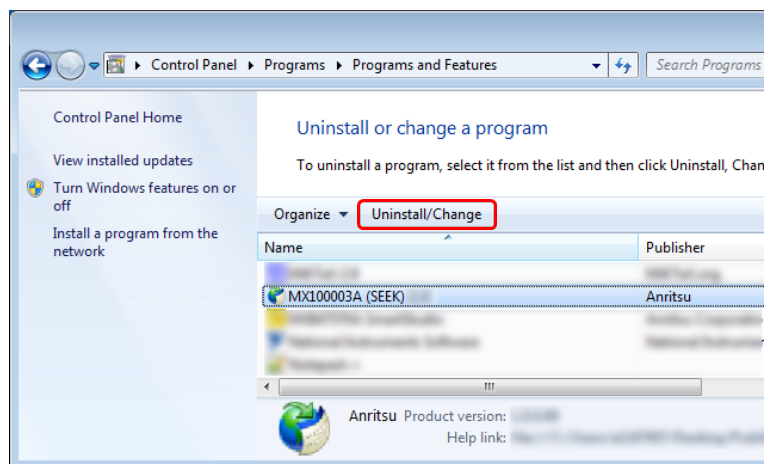 Control Panel Programs Programs and Features Search Programs
Control Panel Home
View installed updates
Turn Windows features on or
off
Install a program from the
network
Uninstall or change a program
To uninstall a program, select it from the list and then click Uninstall, Chan
Organize Uninstall/Change
Name Publisher
MX100003A (SEEK) Anritsu
Anritsu Product version:
Help link: